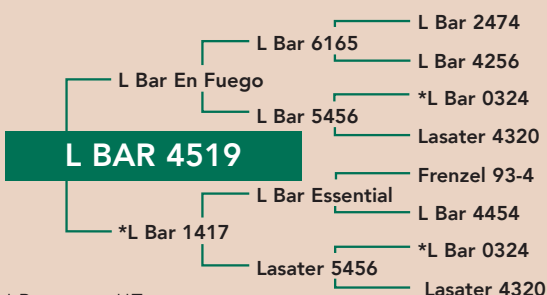 L Bar 2474
L Bar 6165
L Bar 4256
L Bar En Fuego
*L Bar 0324
L Bar 5456
Lasater 4320
L BAR 4519
Frenzel 93-4
L Bar Essential
L Bar 4454
*L Bar 1417
*L Bar 0324
Lasater 5456
Lasater 4320